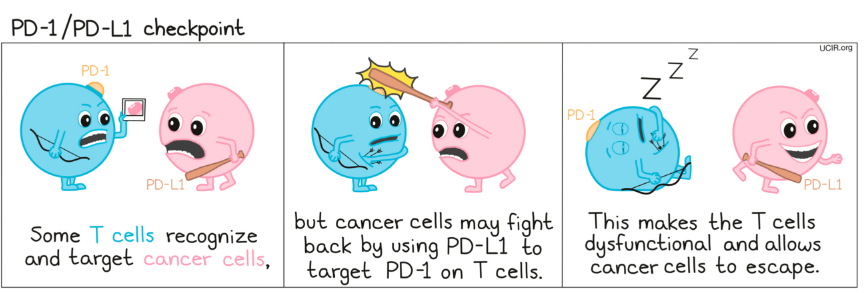 PD-1/PD-L1 checkpoint
UCIR.org
PD-1
PD-L1
Some T cells recognize
and target cancer cells,
but cancer cells may fight
back by using PD-L1 to
target PD-1 on T cells.
Z Z Z
PD-1
PD-L1
This makes the T cells
dysfunctional and allows
cancer cells to escape.